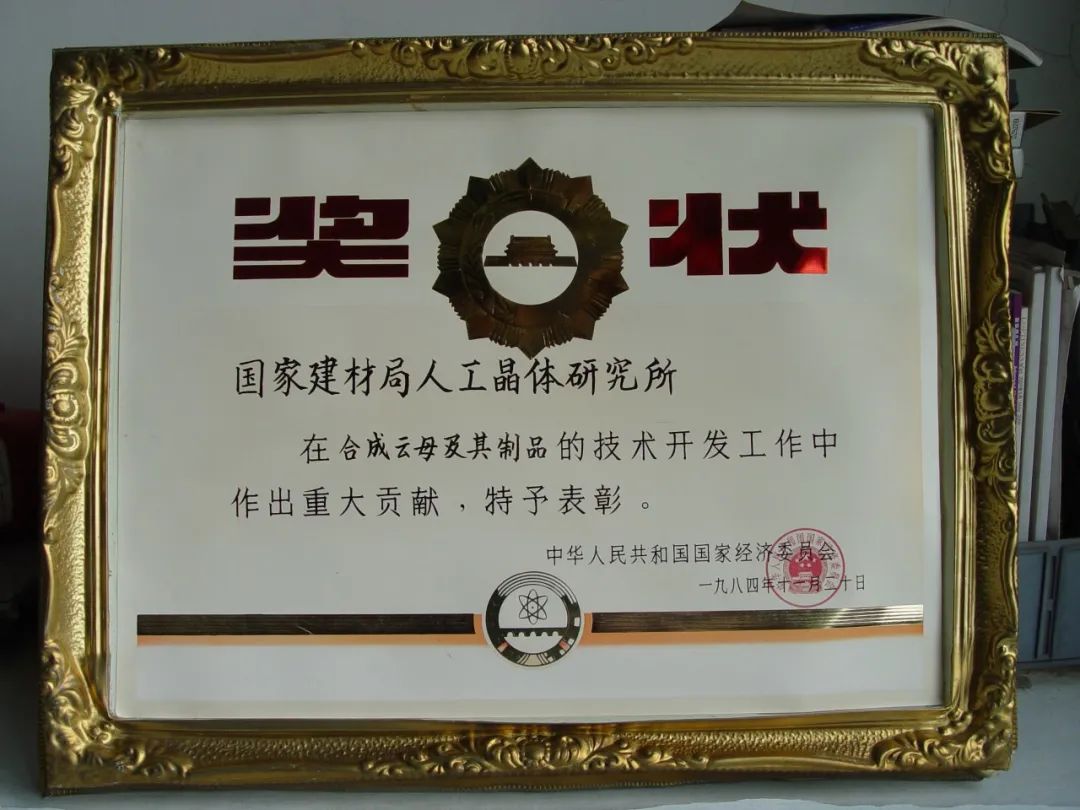 奖状
国家建材局人工晶体研究所
在合成云母及其制品的技术开发工作中
作出重大贡献，特予表彰。
中华人民共和国国家经济委员会
一九八四年十一月二十日